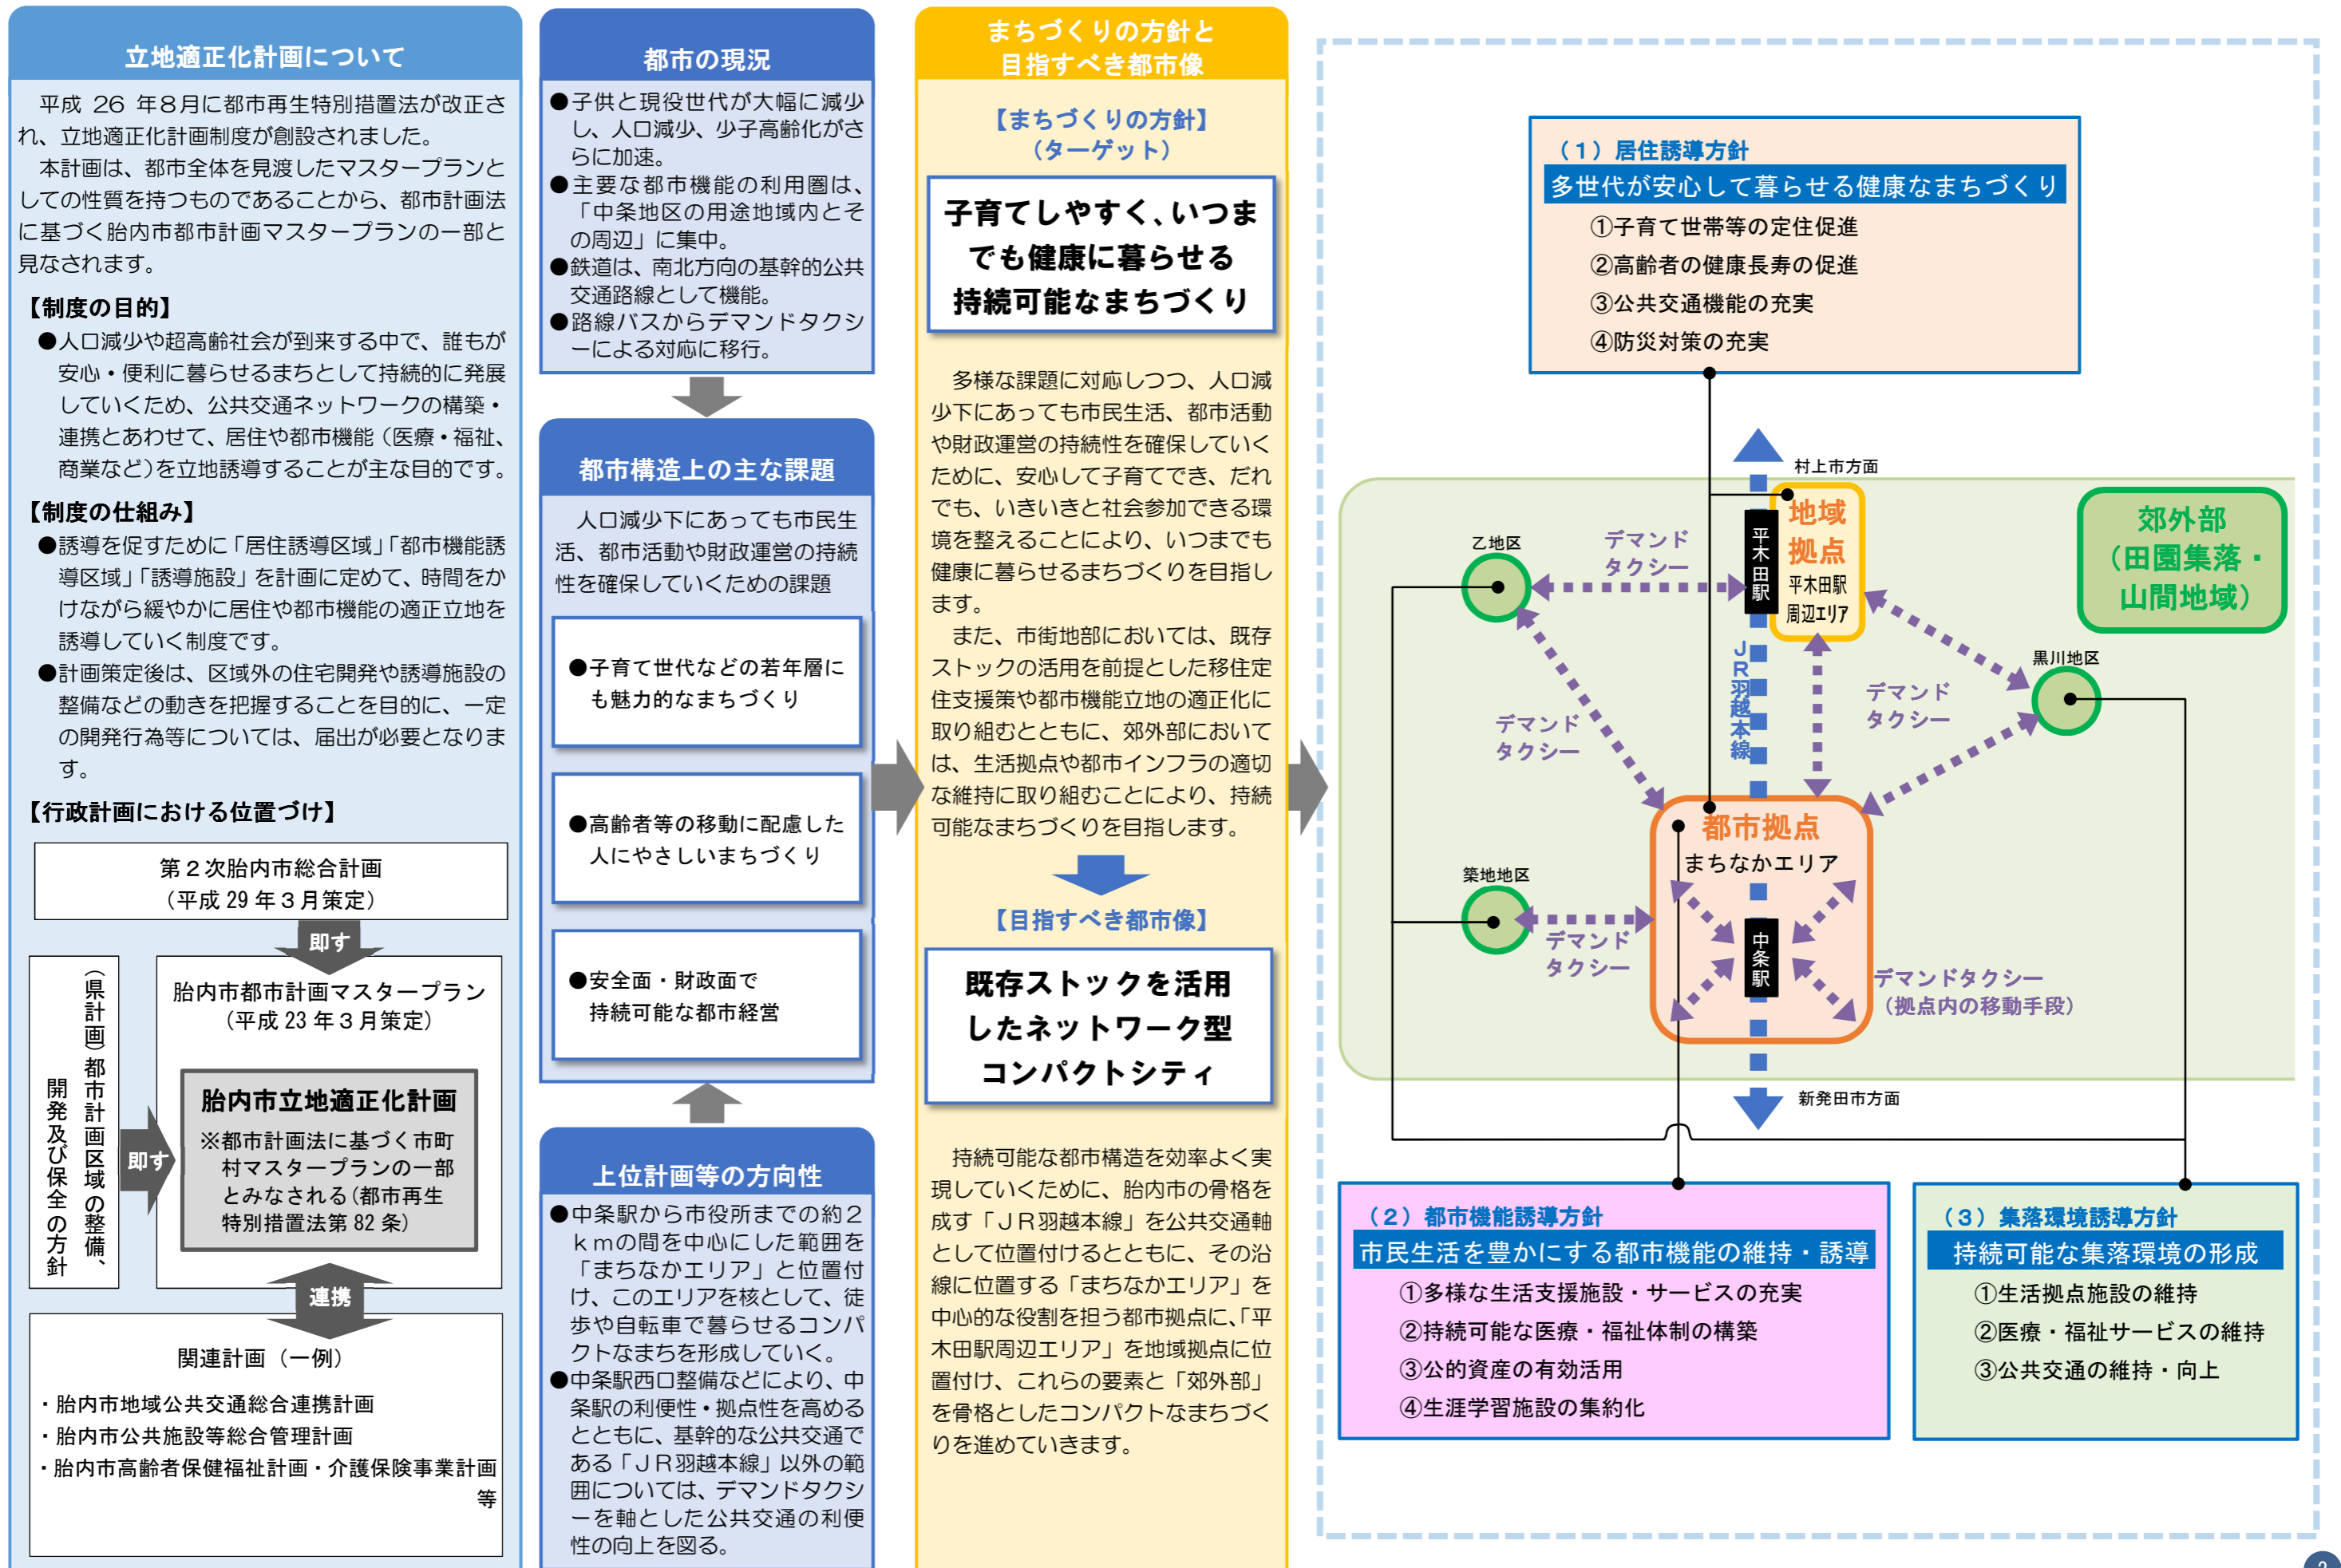 立地適正化計画について
平成 26 年８月に都市再生特別措置法が改正さ
れ、立地適正化計画制度が創設されました。
本計画は、都市全体を見渡したマスタープランと
しての性質を持つものであることから、都市計画法
に基づく胎内市都市計画マスタープランの一部と
見なされます。
【制度の目的】
●人口減少や超高齢社会が到来する中で、誰もが
安心・便利に暮らせるまちとして持続的に発展
していくため、公共交通ネットワークの構築・
連携とあわせて、居住や都市機能（医療・福祉、
商業など）を立地誘導することが主な目的です。
【制度の仕組み】
●誘導を促すために「居住誘導区域」「都市機能誘
導区域」「誘導施設」を計画に定めて、時間をか
けながら緩やかに居住や都市機能の適正立地を
誘導していく制度です。
●計画策定後は、区域外の住宅開発や誘導施設の
整備などの動きを把握することを目的に、一定
の開発行為等については、届出が必要となりま
す。
【行政計画における位置づけ】
第２次胎内市総合計画
（平成 29 年３月策定）
即す
（県計画）都市計画区域の整備、
開発及び保全の方針
即す
胎内市都市計画マスタープラン
（平成 23 年３月策定）
胎内市立地適正化計画
※都市計画法に基づく市町
村マスタープランの一部
とみなされる（都市再生
特別措置法第 82 条）
連携
関連計画（一例）
・胎内市地域公共交通総合連携計画
・胎内市公共施設等総合管理計画
・胎内市高齢者保健福祉計画・介護保険事業計画
等
都市の現況
●子供と現役世代が大幅に減少
し、人口減少、少子高齢化がさ
らに加速。
●主要な都市機能の利用圏は、
「中条地区の用途地域内とそ
の周辺」に集中。
●鉄道は、南北方向の基幹的公共
交通路線として機能。
●路線バスからデマンドタクシ
ーによる対応に移行。
都市構造上の主な課題
人口減少下にあっても市民生
活、都市活動や財政運営の持続
性を確保していくための課題
●子育て世代などの若年層に
も魅力的なまちづくり
●高齢者等の移動に配慮した
人にやさしいまちづくり
●安全面・財政面で
持続可能な都市経営
上位計画等の方向性
●中条駅から市役所までの約２
ｋｍの間を中心にした範囲を
「まちなかエリア」と位置付
け、このエリアを核として、徒
歩や自転車で暮らせるコンパ
クトなまちを形成していく。
●中条駅西口整備などにより、中
条駅の利便性・拠点性を高める
とともに、基幹的な公共交通で
ある「ＪＲ羽越本線」以外の範
囲については、デマンドタクシ
ーを軸とした公共交通の利便
性の向上を図る。
まちづくりの方針と
目指すべき都市像
【まちづくりの方針】
（ターゲット）
子育てしやすく、いつま
でも健康に暮らせる
持続可能なまちづくり
多様な課題に対応しつつ、人口減
少下にあっても市民生活、都市活動
や財政運営の持続性を確保していく
ために、安心して子育てでき、だれ
でも、いきいきと社会参加できる環
境を整えることにより、いつまでも
健康に暮らせるまちづくりを目指し
ます。
また、市街地部においては、既存
ストックの活用を前提とした移住定
住支援策や都市機能立地の適正化に
取り組むとともに、郊外部において
は、生活拠点や都市インフラの適切
な維持に取り組むことにより、持続
可能なまちづくりを目指します。
【目指すべき都市像】
既存ストックを活用
したネットワーク型
コンパクトシティ
持続可能な都市構造を効率よく実
現していくために、胎内市の骨格を
成す「ＪＲ羽越本線」を公共交通軸
として位置付けるとともに、その沿
線に位置する「まちなかエリア」を
中心的な役割を担う都市拠点に、「平
木田駅周辺エリア」を地域拠点に位
置付け、これらの要素と「郊外部」
を骨格としたコンパクトなまちづく
りを進めていきます。
（１）居住誘導方針
多世代が安心して暮らせる健康なまちづくり
①子育て世帯等の定住促進
②高齢者の健康長寿の促進
③公共交通機能の充実
④防災対策の充実
村上市方面
地域
拠点
平木田駅
周辺エリア
平木田駅
郊外部
（田園集落・
山間地域）
乙地区
デマンド
タクシー
黒川地区
ＪＲ羽越本線
デマンド
タクシー
デマンド
タクシー
都市拠点
まちなかエリア
築地地区
デマンド
タクシー
中条駅
デマンドタクシー
（拠点内の移動手段）
新発田市方面
（２）都市機能誘導方針
市民生活を豊かにする都市機能の維持・誘導
①多様な生活支援施設・サービスの充実
②持続可能な医療・福祉体制の構築
③公的資産の有効活用
④生涯学習施設の集約化
（３）集落環境誘導方針
持続可能な集落環境の形成
①生活拠点施設の維持
②医療・福祉サービスの維持
③公共交通の維持・向上